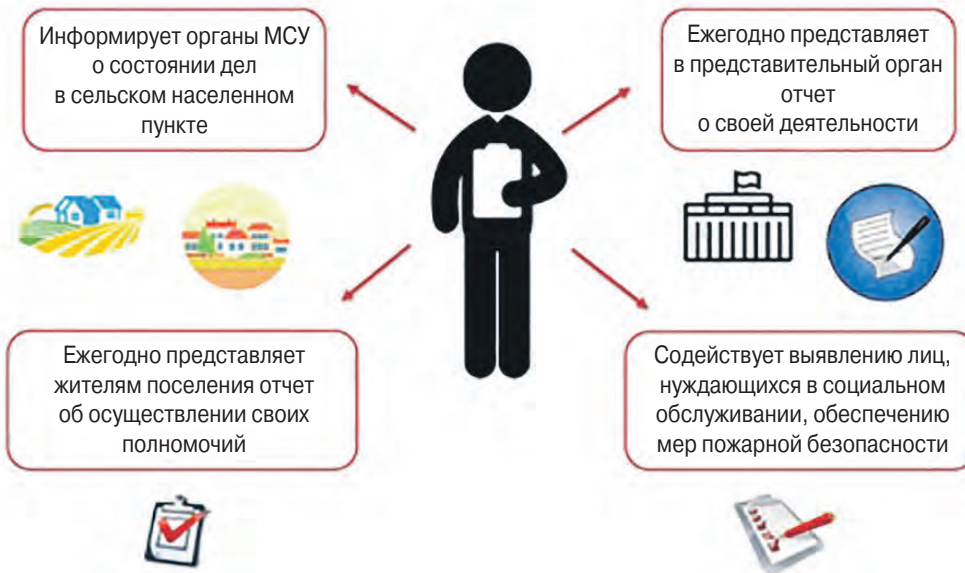 Информирует органы МСУ
о состоянии дел
в сельском населенном
пункте
Ежегодно представляет
в представительный орган
отчет
о своей деятельности
Ежегодно представляет
жителям поселения отчет
об осуществлении своих
полномочий
Содействует выявлению лиц,
нуждающихся в социальном
обслуживании, обеспечению
мер пожарной безопасности